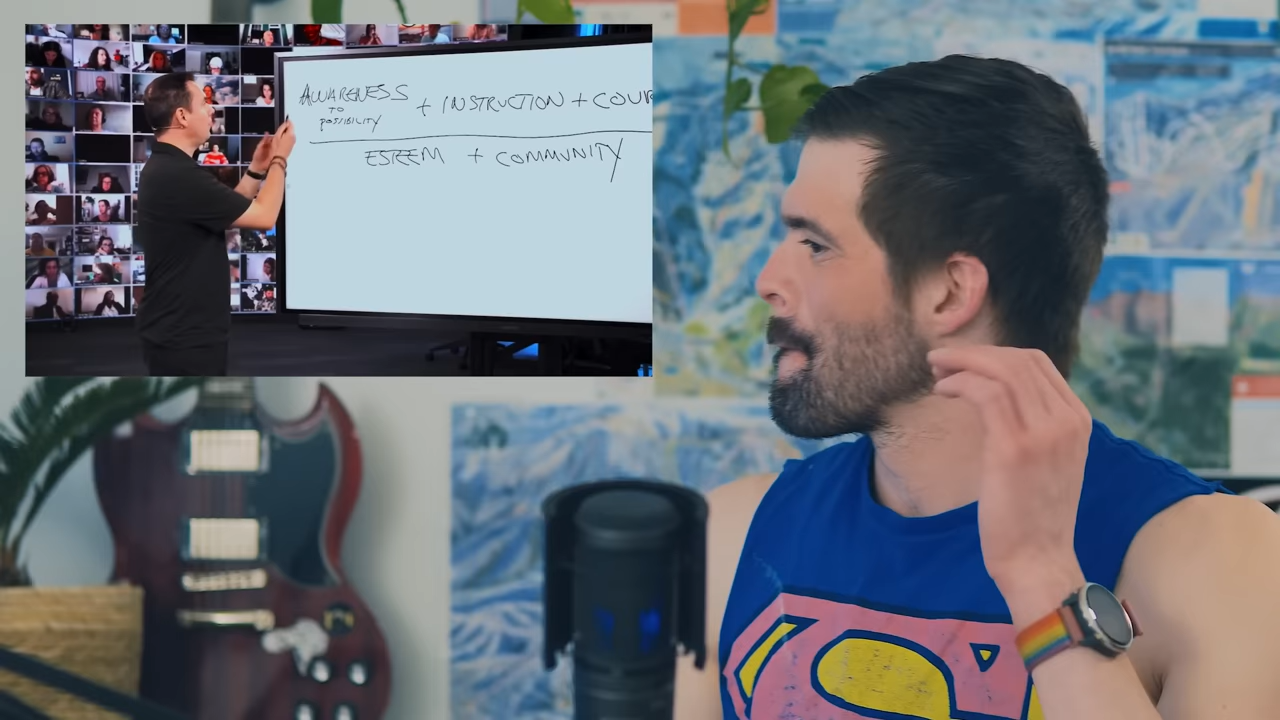 AWARENESS + INSTRUCTION + COUR
TO
POSSIBILITY
ESTEEM + COMMUNITY